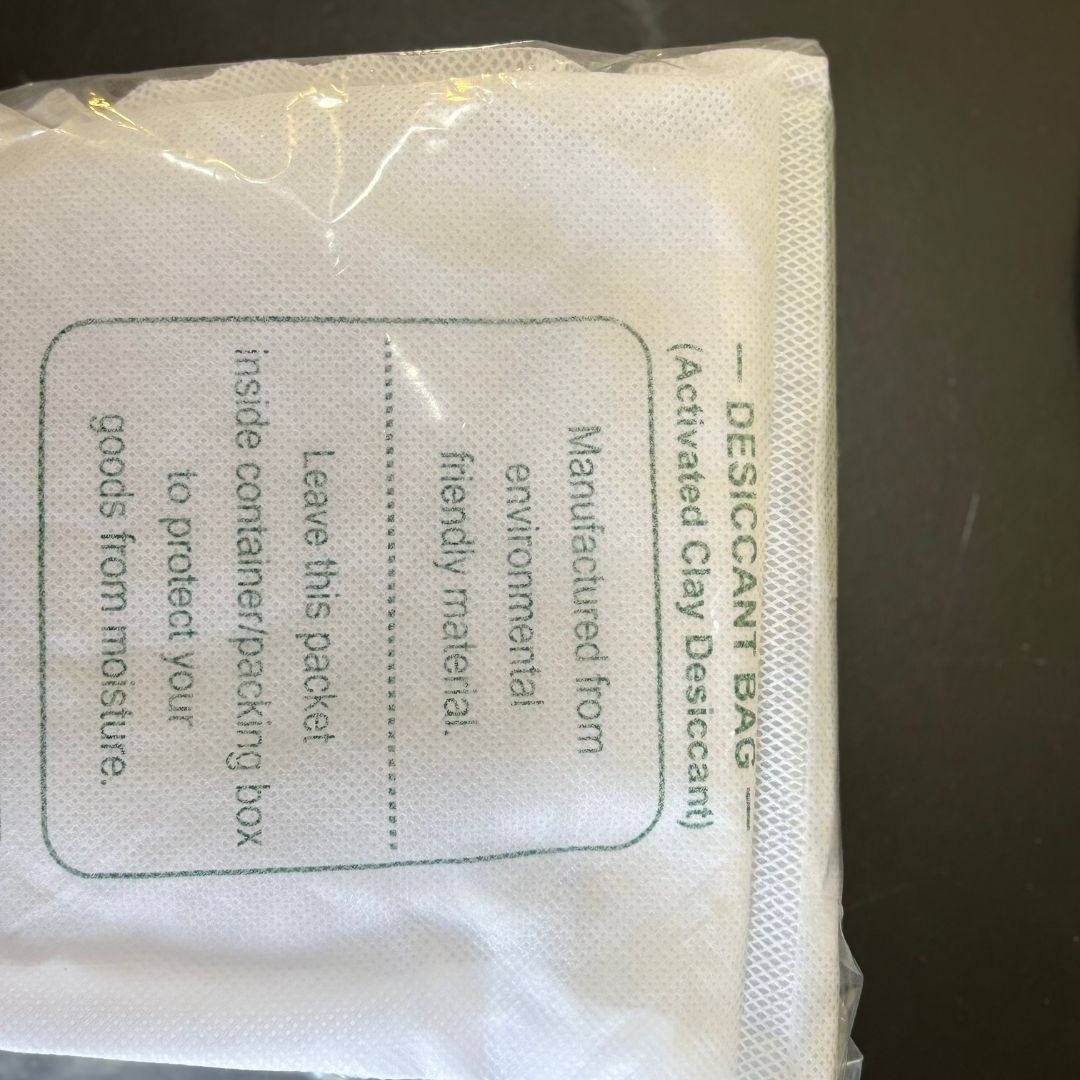 — DESICCANT BAG —
(Activated Clay Desiccant)
Manufactured from
environmental
friendly material.
Leave this packet
inside container/packing box
to protect your
goods from moisture.